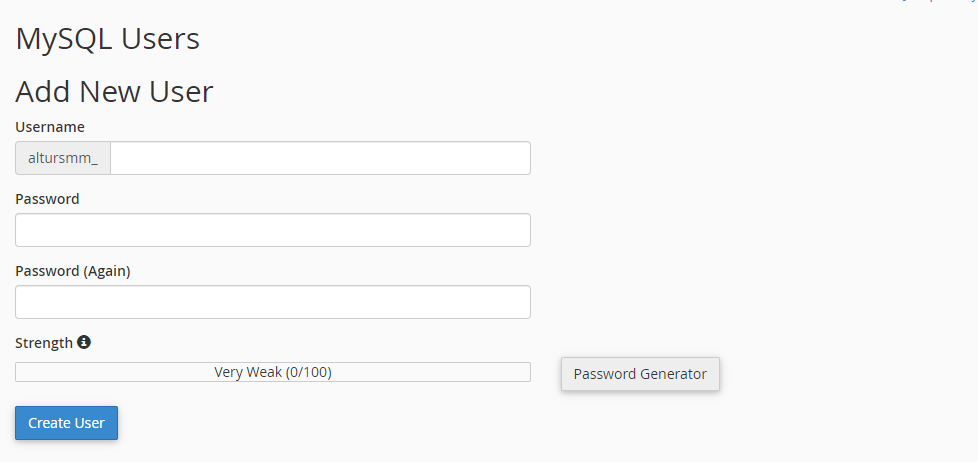 MySQL Users
Add New User
Username
altursmm_
Password
Password (Again)
Strength
Very Weak (0/100)
Password Generator
Create User